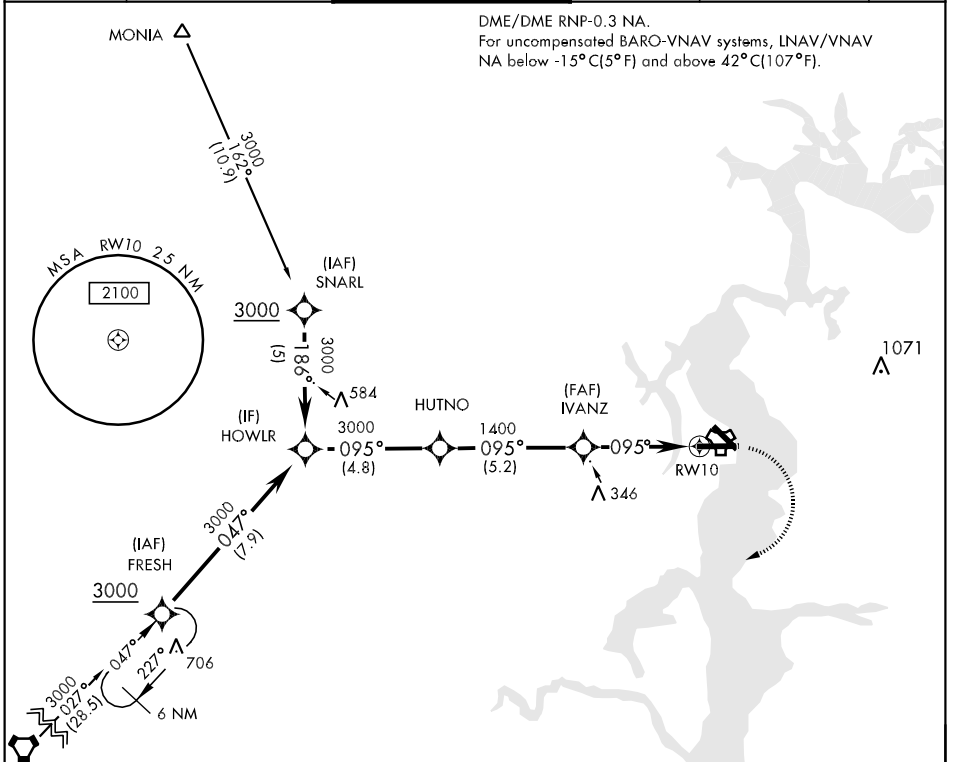 DME/DME RNP-0.3 NA.
For uncompensated BARO-VNAV systems, LNAV/VNAV
NA below -15°C(5°F) and above 42°C(107°F).
MONIA
3000
162°
(10.9)
MSA RW10 25 NM
2100
(IAF)
SNARL
3000
3000
186°
(5)
584
1071
(IF)
HOWLR
HUTNO
(FAF)
IVANZ
3000
095°
(4.8)
1400
095°
(5.2)
095°
RW10
346
3000
047°
(7.9)
(IAF)
FRESH
3000
047°
227°
706
3000
027°
(28.5)
6 NM